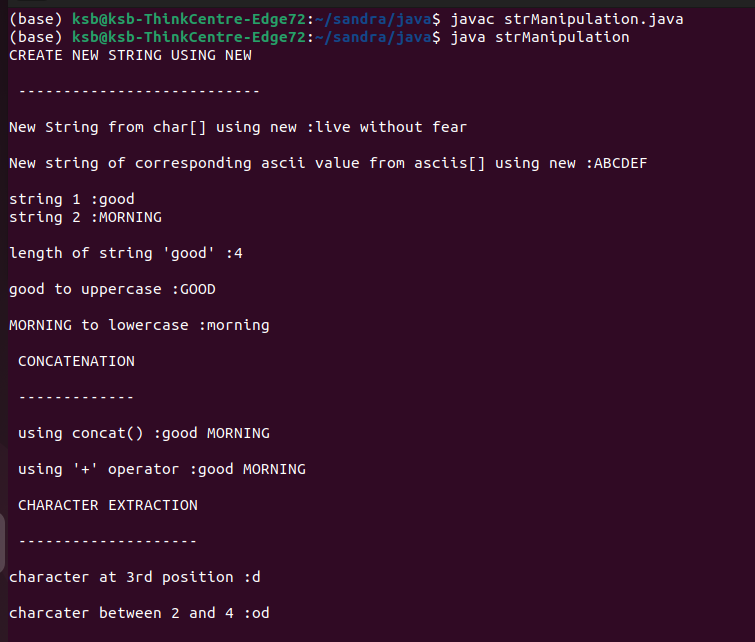 (base) ksb@ksb-ThinkCentre-Edge72:~/sandra/java$ javac strManipulation.java
(base) ksb@ksb-ThinkCentre-Edge72:~/sandra/java$ java strManipulation
CREATE NEW STRING USING NEW
---------------------------
New String from char[] using new :live without fear
New string of corresponding ascii value from asciis[] using new :ABCDEF
string 1 :good
string 2 :MORNING
length of string 'good' :4
good to uppercase :GOOD
MORNING to lowercase :morning
CONCATENATION
-------------
using concat() :good MORNING
using '+' operator :good MORNING
CHARACTER EXTRACTION
--------------------
character at 3rd position :d
charcater between 2 and 4 :od